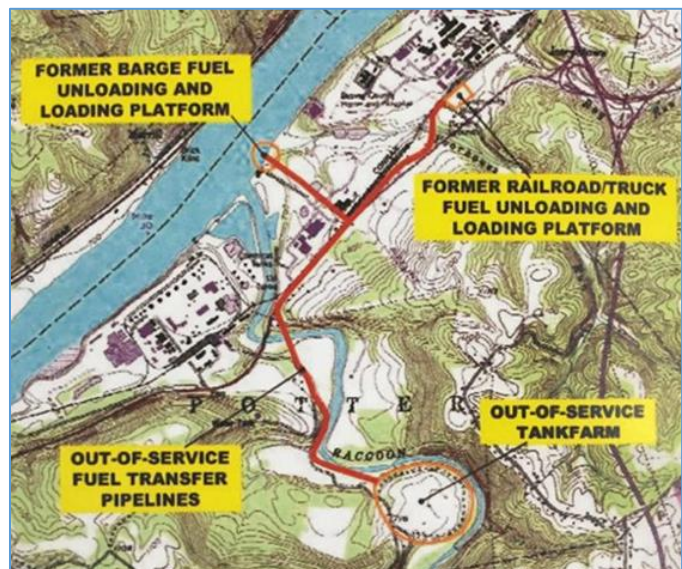 FORMER BARGE FUEL
UNLOADING AND
LOADING PLATFORM
FORMER RAILROAD/TRUCK
FUEL UNLOADING AND
LOADING PLATFORM
POTTER
RACCOON
OUT-OF-SERVICE
TANKFARM
OUT-OF-SERVICE
FUEL TRANSFER
PIPELINES